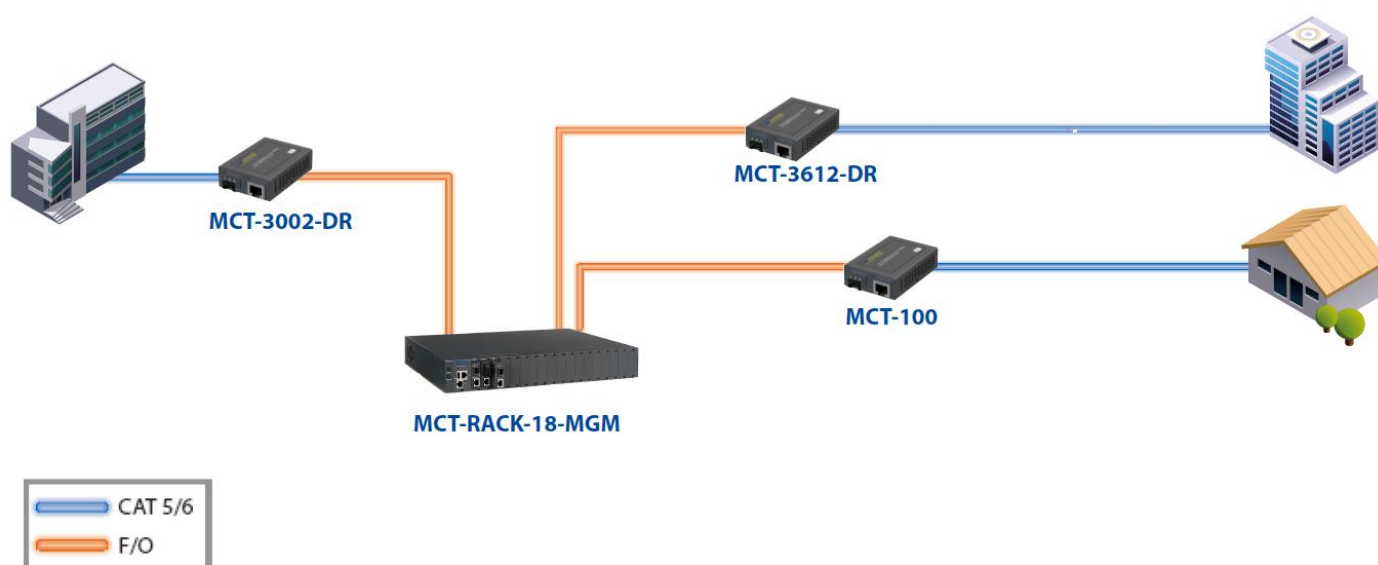 MCT-3612-DR
MCT-3002-DR
MCT-100
MCT-RACK-18-MGM
CAT 5/6
F/O